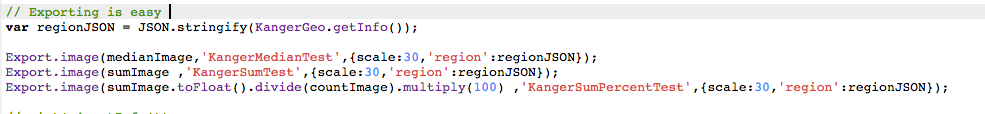 // Exporting is easy
var regionJSON = JSON.stringify(KangerGeo.getInfo());
Export.image(medianImage,'KangerMedianTest',{scale:30,'region':regionJSON});
Export.image(sumImage ,'KangerSumTest',{scale:30,'region':regionJSON});
Export.image(sumImage.toFloat().divide(countImage).multiply(100) ,'KangerSumPercentTest',{scale:30,'region':regionJSON});